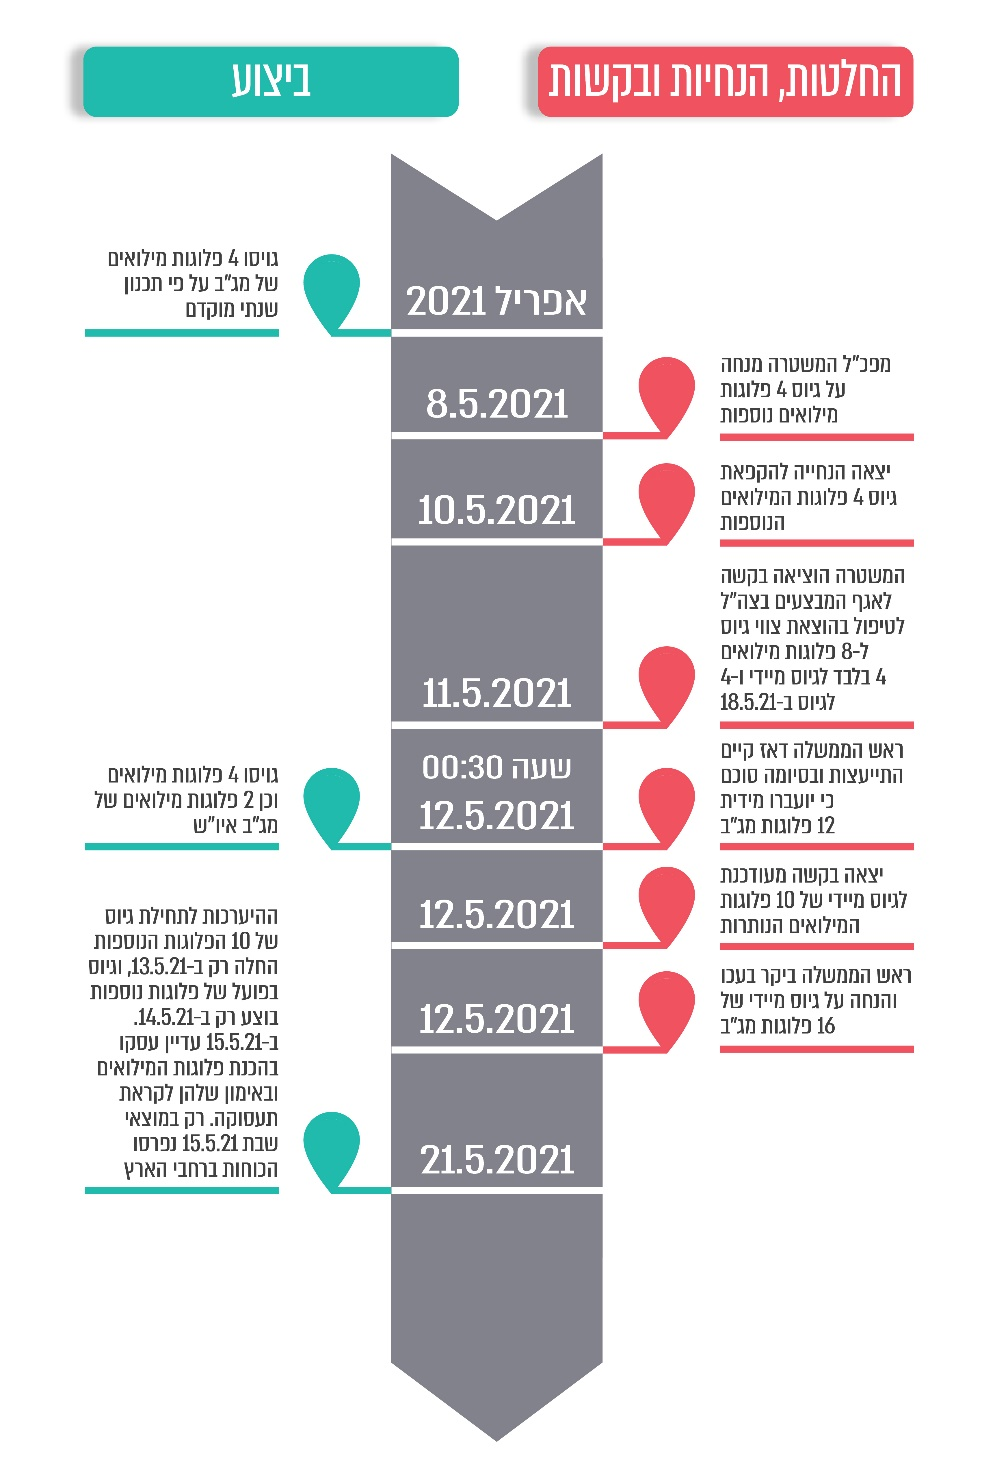 החלטות, הנחיות ובקשות
ביצוע
אפריל 2021
גויסו 4 פלוגות מילואים
של מג"ב על פי תכנון
שנתי מוקדם
8.5.2021
מפכ"ל המשטרה מנחה
על גיוס 4 פלוגות
מילואים נוספות
10.5.2021
יצאה הנחייה להקפאת
גיוס 4 פלוגות המילואים
הנוספות
11.5.2021
המשטרה הוציאה בקשה
לאגף המבצעים בצה"ל
לטיפול בהוצאת צווי גיוס
ל-8 פלוגות מילואים
4 בלבד לגיוס מיידי ו-4
לגיוס ב-18.5.21
שעה 00:30
12.5.2021
ראש הממשלה דאז קיים
התייעצות ובסיומה סוכם
כי יועברו מידית
12 פלוגות מג"ב
גויסו 4 פלוגות מילואים
וכן 2 פלוגות מילואים של
מג"ב איו"ש
12.5.2021
יצאה בקשה מעודכנת
לגיוס מיידי של 10 פלוגות
המילואים הנותרות
12.5.2021
ראש הממשלה ביקר בעכו
והנחה על גיוס מיידי של
16 פלוגות מג"ב
21.5.2021
ההיערכות לתחילת גיוס
של 10 הפלוגות הנוספות
החלה רק ב-13.5.21, וגיוס
בפועל של פלוגות נוספות
בוצע רק ב-14.5.21.
ב-15.5.21 עדיין עסקו
בהכנת פלוגות המילואים
ובאימון שלהן לקראת
תעסוקה. רק במוצאי
שבת 15.5.21 נפרסו
הכוחות ברחבי הארץ